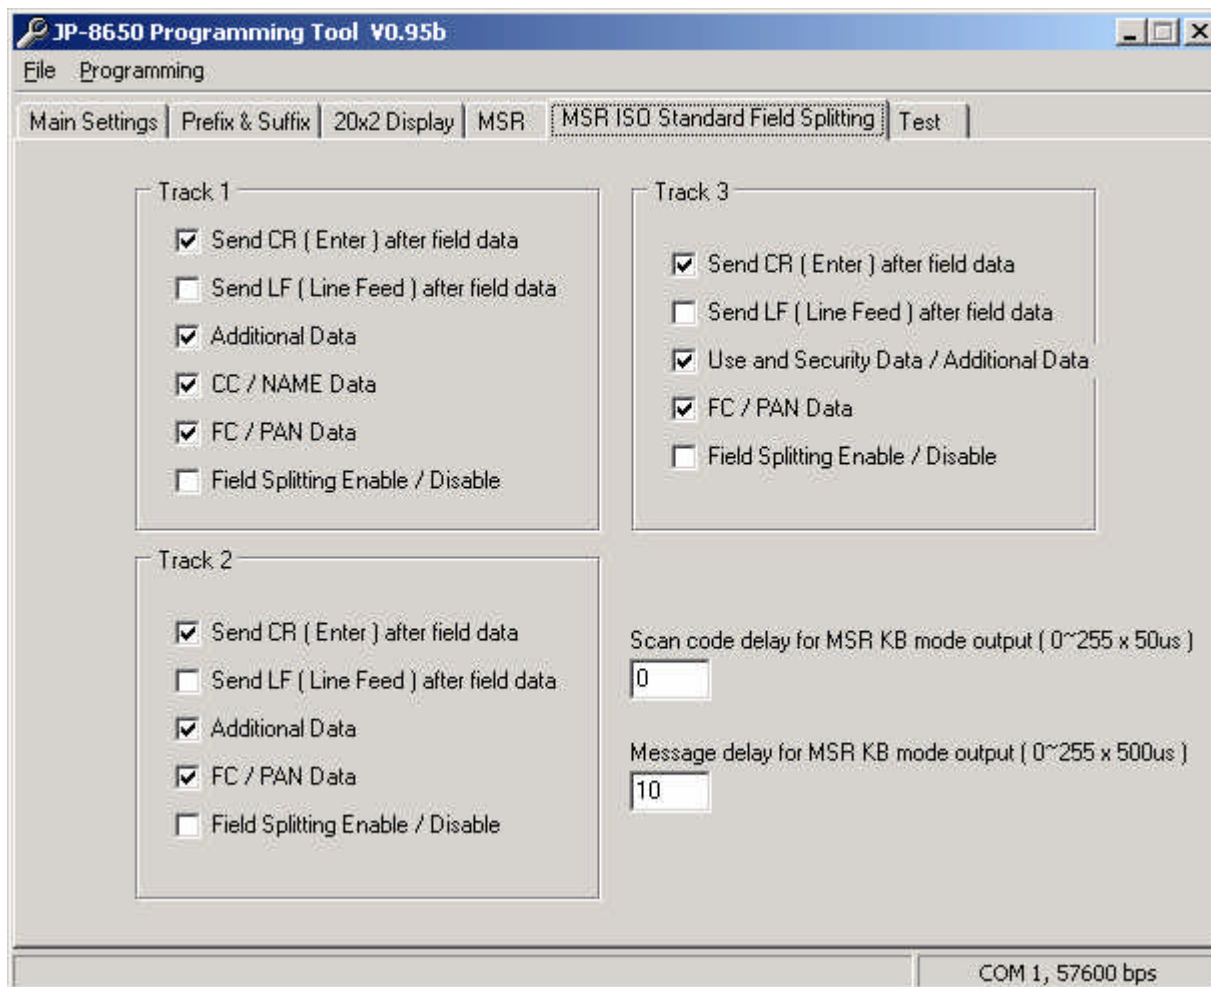 JP-8650 Programming Tool V0.95b
File Programming
Main Settings Prefix & Suffix 20x2 Display MSR MSR ISO Standard Field Splitting Test
Track 1
Send CR ( Enter ) after field data
Send LF ( Line Feed ) after field data
Additional Data
CC / NAME Data
FC / PAN Data
Field Splitting Enable / Disable
Track 3
Send CR ( Enter ) after field data
Send LF ( Line Feed ) after field data
Use and Security Data / Additional Data
FC / PAN Data
Field Splitting Enable / Disable
Track 2
Send CR ( Enter ) after field data
Send LF ( Line Feed ) after field data
Additional Data
FC / PAN Data
Field Splitting Enable / Disable
Scan code delay for MSR KB mode output ( 0~255 x 50us )
0
Message delay for MSR KB mode output ( 0~255 x 500us )
10
COM 1, 57600 bps